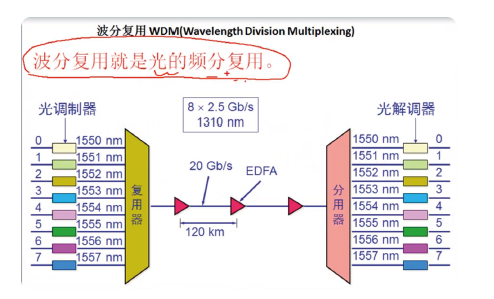 波分复用 WDM(Wavelength Division Multiplexing)
波分复用就是光的频分复用。
光调制器
8 × 2.5 Gb/s
1310 nm
光解调器
0 1550 nm
1 1551 nm
2 1552 nm
3 1553 nm
4 1554 nm
5 1555 nm
6 1556 nm
7 1557 nm
复用器
20 Gb/s
EDFA
120 km
分用器
1550 nm 0
1551 nm 1
1552 nm 2
1553 nm 3
1554 nm 4
1555 nm 5
1556 nm 6
1557 nm 7